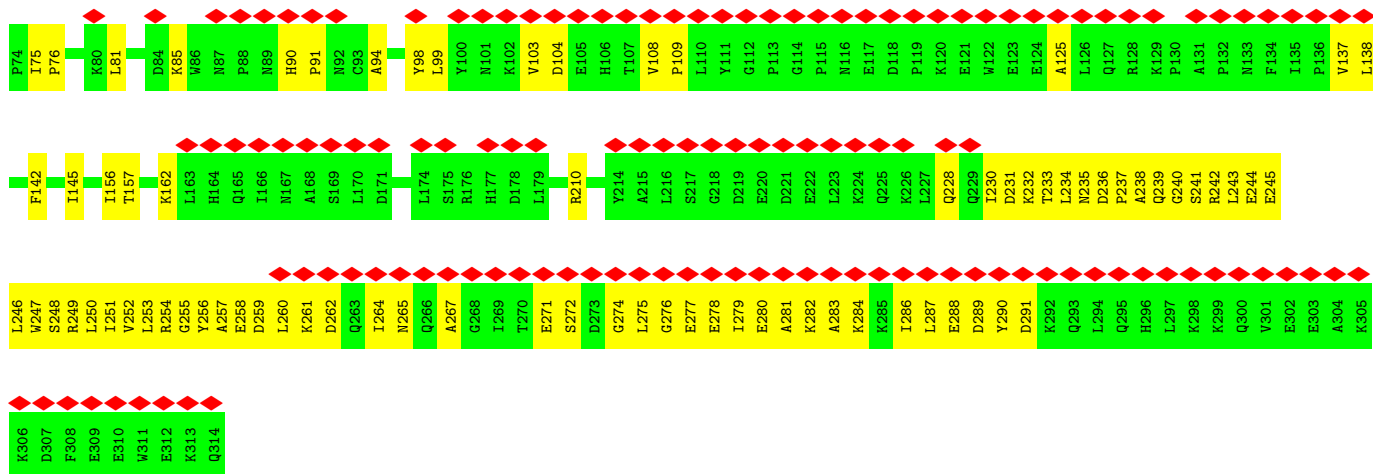 P74 I75 P76 K80 L81 D84 K85 W86 N87 P88 N89 H90 P91 N92 C93 A94 Y98 L99 Y100 N101 K102 V103 D104 E105 H106 T107 V108 P109 L110 Y111 G112 P113 G114 P115 N116 E117 D118 P119 K120 E121 W122 E123 E124 A125 L126 Q127 R128 K129 P130 A131 P132 N133 F134 I135 P136 V137 L138
F142 I145 I156 T157 K162 L163 H164 Q165 I166 N167 A168 S169 L170 D171 L174 S175 R176 H177 D178 L179 R210 Y214 A215 L216 S217 G218 D219 E220 D221 E222 L223 K224 Q225 K226 L227 Q228 Q229 I230 D231 K232 T233 L234 N235 D236 P237 A238 Q239 G240 S241 R242 L243 E244 E245
L246 W247 S248 R249 L250 I251 V252 L253 R254 G255 Y256 A257 E258 D259 L260 K261 D262 Q263 I264 N265 Q266 A267 G268 I269 T270 E271 S272 D273 G274 L275 G276 E277 E278 I279 E280 A281 K282 A283 K284 K285 I286 L287 E288 D289 Y290 D291 K292 Q293 L294 Q295 H296 L297 K298 K299 Q300 V301 E302 E303 A304 K305
K306 D307 F308 E309 E310 W311 E312 K313 Q314